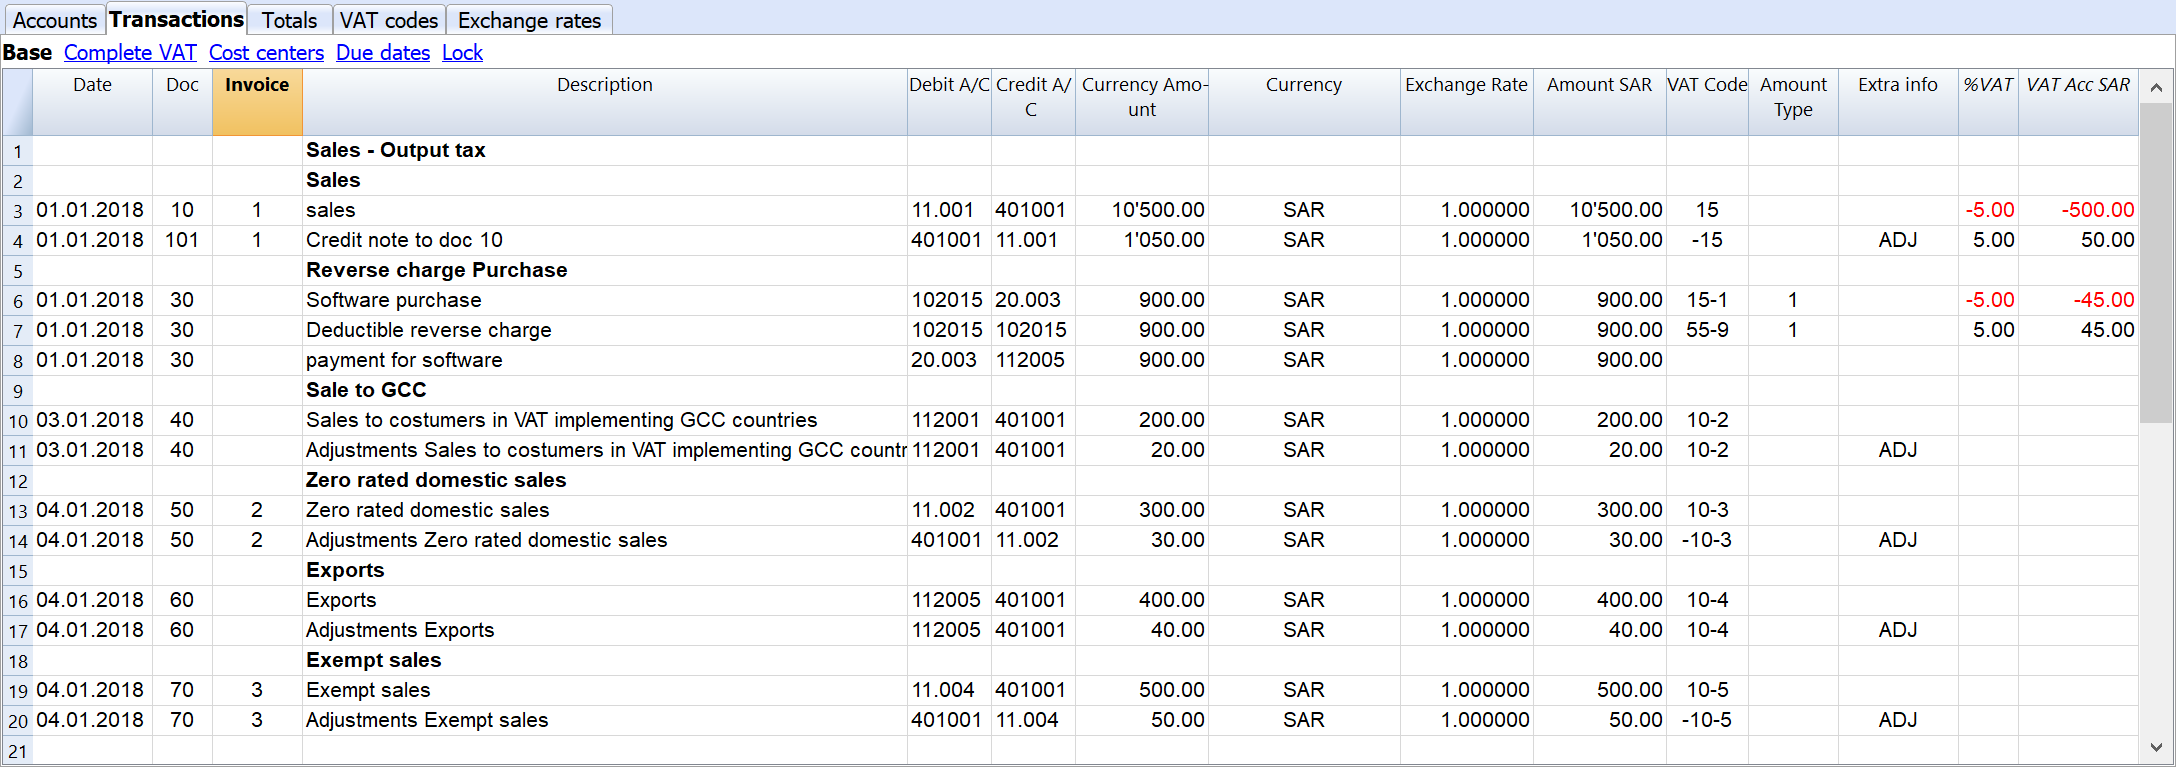 Accounts Transactions Totals VAT codes Exchange rates
Base Complete VAT Cost centers Due dates Lock
Date Doc Invoice Description Debit A/C Credit A/C Currency Amo-unt Currency Exchange Rate Amount SAR VAT Code Amount Type Extra info %VAT VAT Acc SAR
1 Sales - Output tax
2 Sales
3 01.01.2018 10 1 sales 11.001 401001 10'500.00 SAR 1.000000 10'500.00 15 -5.00 -500.00
4 01.01.2018 101 1 Credit note to doc 10 401001 11.001 1'050.00 SAR 1.000000 1'050.00 -15 ADJ 5.00 50.00
5 Reverse charge Purchase
6 01.01.2018 30 Software purchase 102015 20.003 900.00 SAR 1.000000 900.00 15-1 1 -5.00 -45.00
7 01.01.2018 30 Deductible reverse charge 102015 102015 900.00 SAR 1.000000 900.00 55-9 1 5.00 45.00
8 01.01.2018 30 payment for software 20.003 112005 900.00 SAR 1.000000 900.00
9 Sale to GCC
10 03.01.2018 40 Sales to costumers in VAT implementing GCC countries 112001 401001 200.00 SAR 1.000000 200.00 10-2
11 03.01.2018 40 Adjustments Sales to costumers in VAT implementing GCC countr 112001 401001 20.00 SAR 1.000000 20.00 10-2 ADJ
12 Zero rated domestic sales
13 04.01.2018 50 2 Zero rated domestic sales 11.002 401001 300.00 SAR 1.000000 300.00 10-3
14 04.01.2018 50 2 Adjustments Zero rated domestic sales 401001 11.002 30.00 SAR 1.000000 30.00 -10-3 ADJ
15 Exports
16 04.01.2018 60 Exports 112005 401001 400.00 SAR 1.000000 400.00 10-4
17 04.01.2018 60 Adjustments Exports 112005 401001 40.00 SAR 1.000000 40.00 10-4 ADJ
18 Exempt sales
19 04.01.2018 70 3 Exempt sales 11.004 401001 500.00 SAR 1.000000 500.00 10-5
20 04.01.2018 70 3 Adjustments Exempt sales 401001 11.004 50.00 SAR 1.000000 50.00 -10-5 ADJ
21